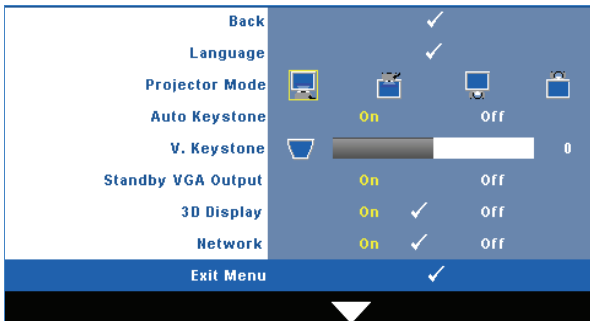 Back
Language
Projector Mode
Auto Keystone On Off
V. Keystone 0
Standby VGA Output On Off
3D Display On Off
Network On Off
Exit Menu